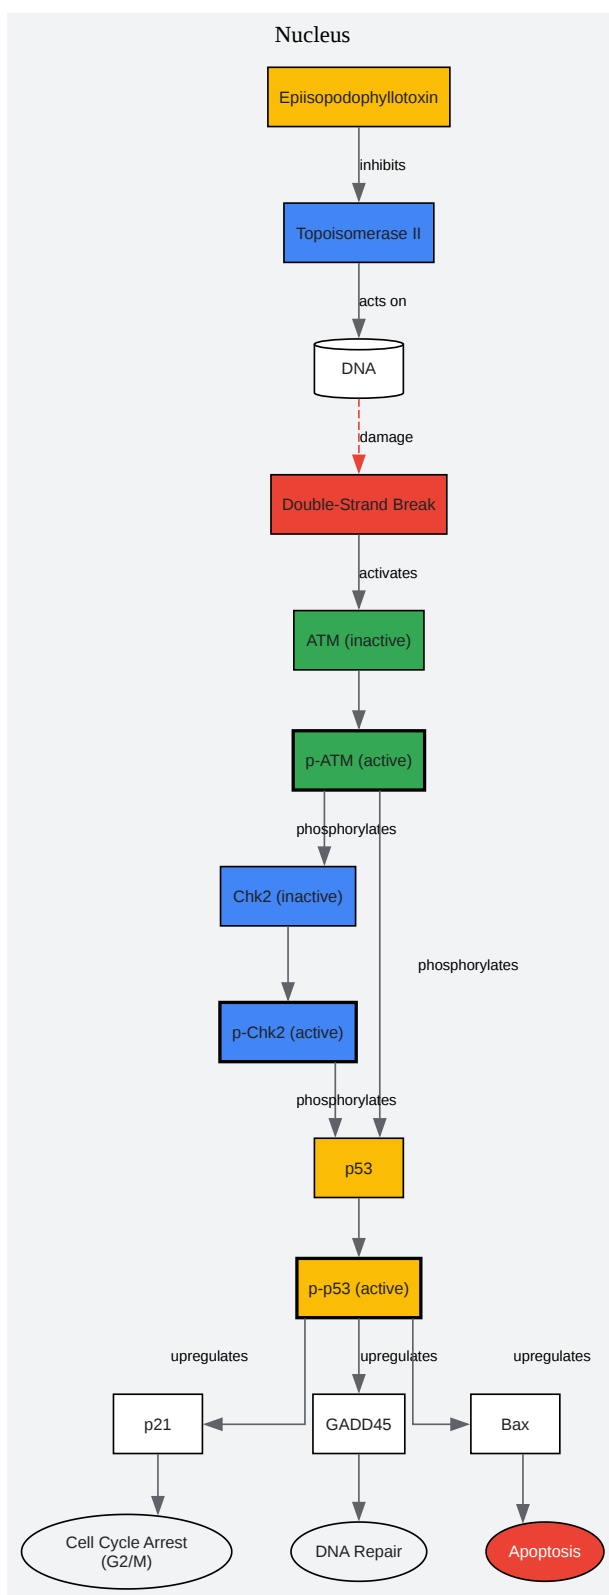 Nucleus
Epiisopodophyllotoxin
inhibits
Topoisomerase II
acts on
DNA
damage
Double-Strand Break
activates
ATM (inactive)
p-ATM (active)
phosphorylates
Chk2 (inactive)
phosphorylates
p-Chk2 (active)
phosphorylates
p53
p-p53 (active)
upregulates
upregulates
upregulates
p21
GADD45
Bax
Cell Cycle Arrest
(G2/M)
DNA Repair
Apoptosis